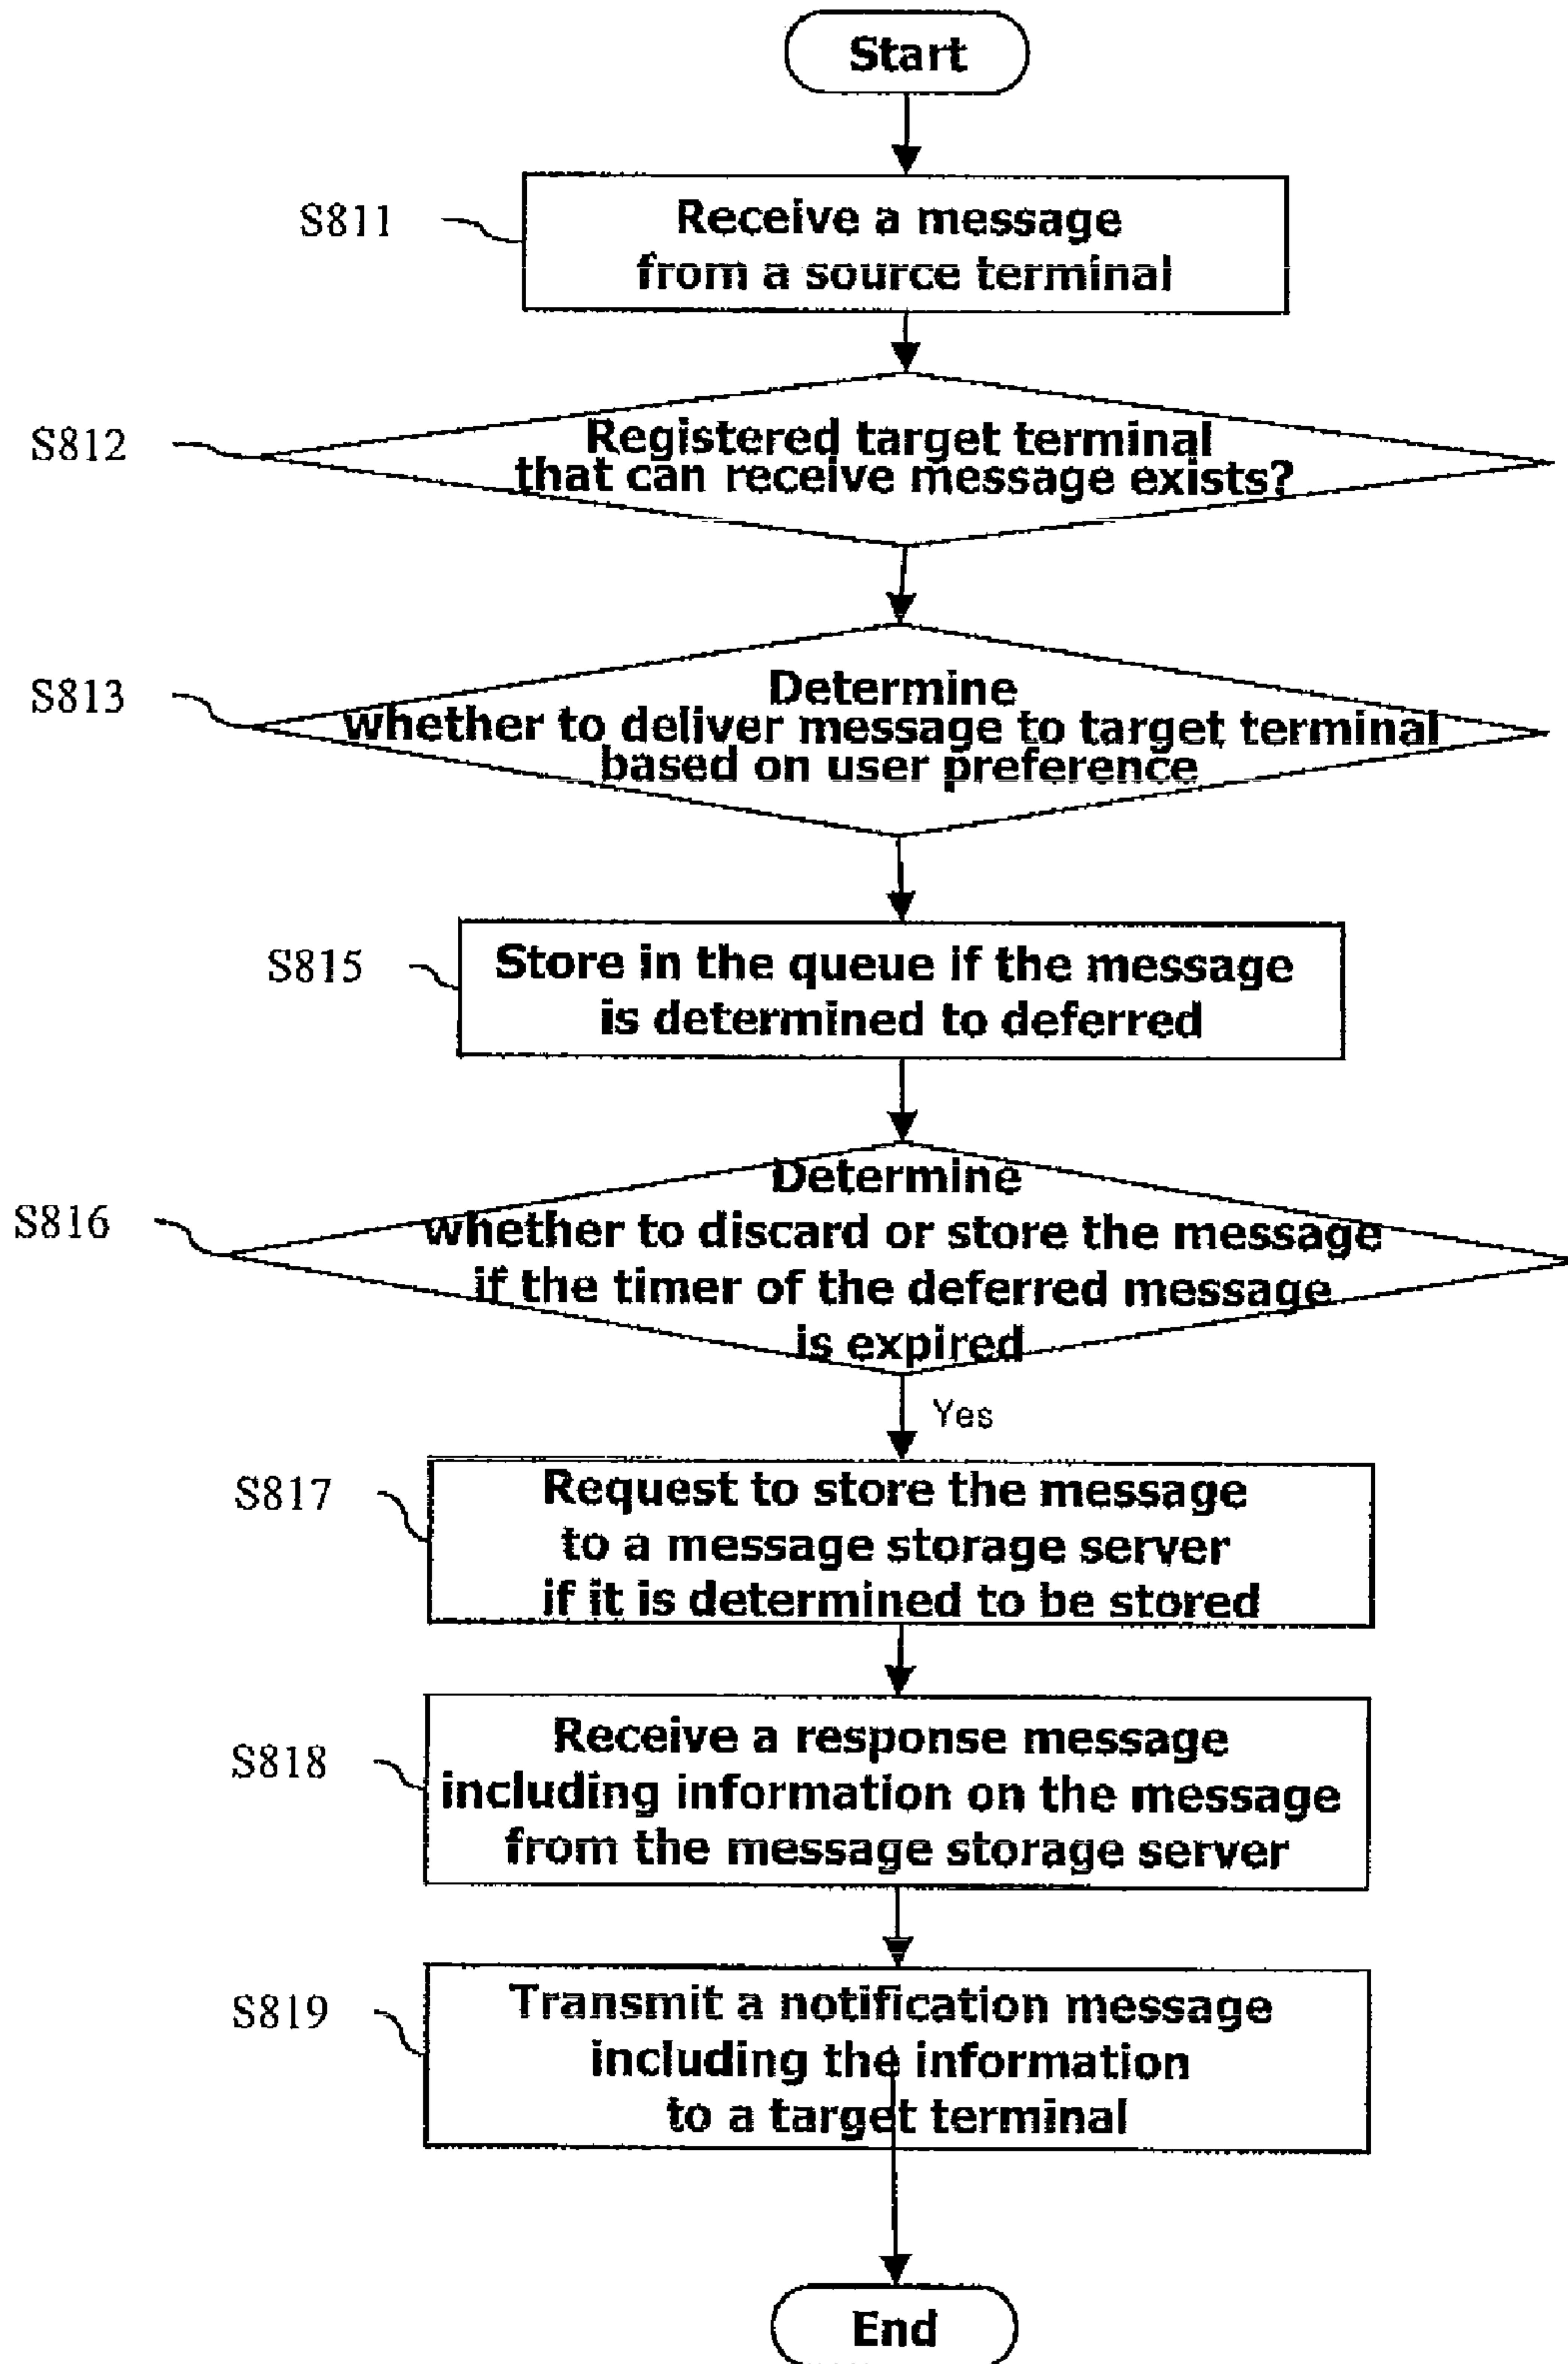 Start
S811
Receive a message
from a source terminal
S812
Registered target terminal
that can receive message exists?
S813
Determine
whether to deliver message to target terminal
based on user preference
S815
Store in the queue if the message
is determined to deferred
S816
Determine
whether to discard or store the message
if the timer of the deferred message
is expired
Yes
S817
Request to store the message
to a message storage server
if it is determined to be stored
S818
Receive a response message
including information on the message
from the message storage server
S819
Transmit a notification message
including the information
to a target terminal
End